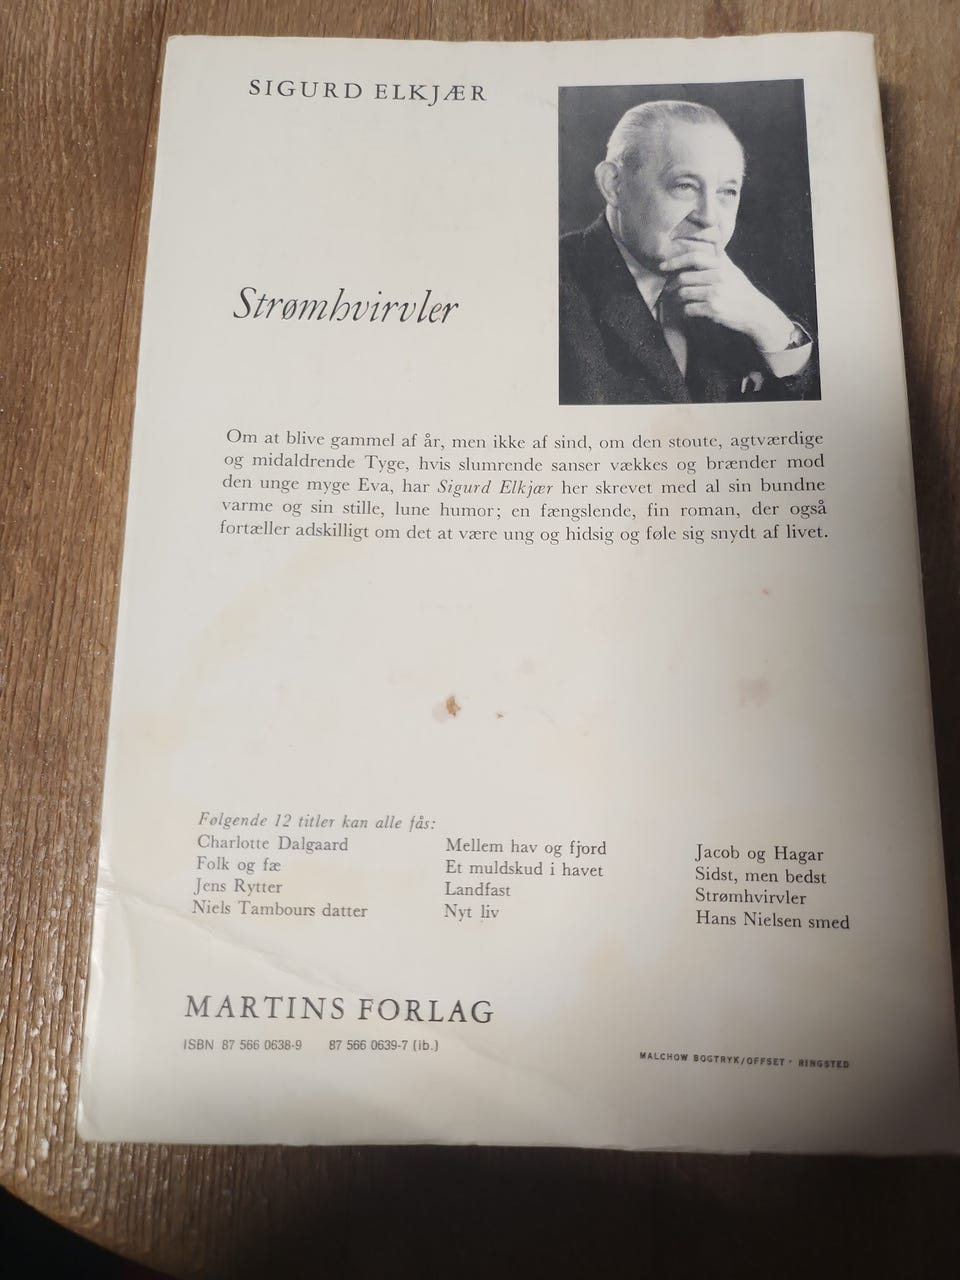 SIGURD ELKJÆR
Strømhvirvler
Om at blive gammel af år, men ikke af sind, om den stoute, agtværdige
og midaldrende Tyge, hvis slumrende sanser vækkes og brænder mod
den unge myge Eva, har Sigurd Elkjær her skrevet med al sin bundne
varme og sin stille, lune humor; en fængslende, fin roman, der også
fortæller adskilligt om det at være ung og hidsig og føle sig snydt af livet.
Følgende 12 titler kan alle fås:
Charlotte Dalgaard
Folk og fæ
Jens Rytter
Niels Tambours datter
Mellem hav og fjord
Et muldskud i havet
Landfast
Nyt liv
Jacob og Hagar
Sidst, men bedst
Strømhvirvler
Hans Nielsen smed
MARTINS FORLAG
ISBN 87 566 0638-9 87 566 0639-7 (ib.)
MALCHOW BOGTRYK/OFFSET · RINGSTED